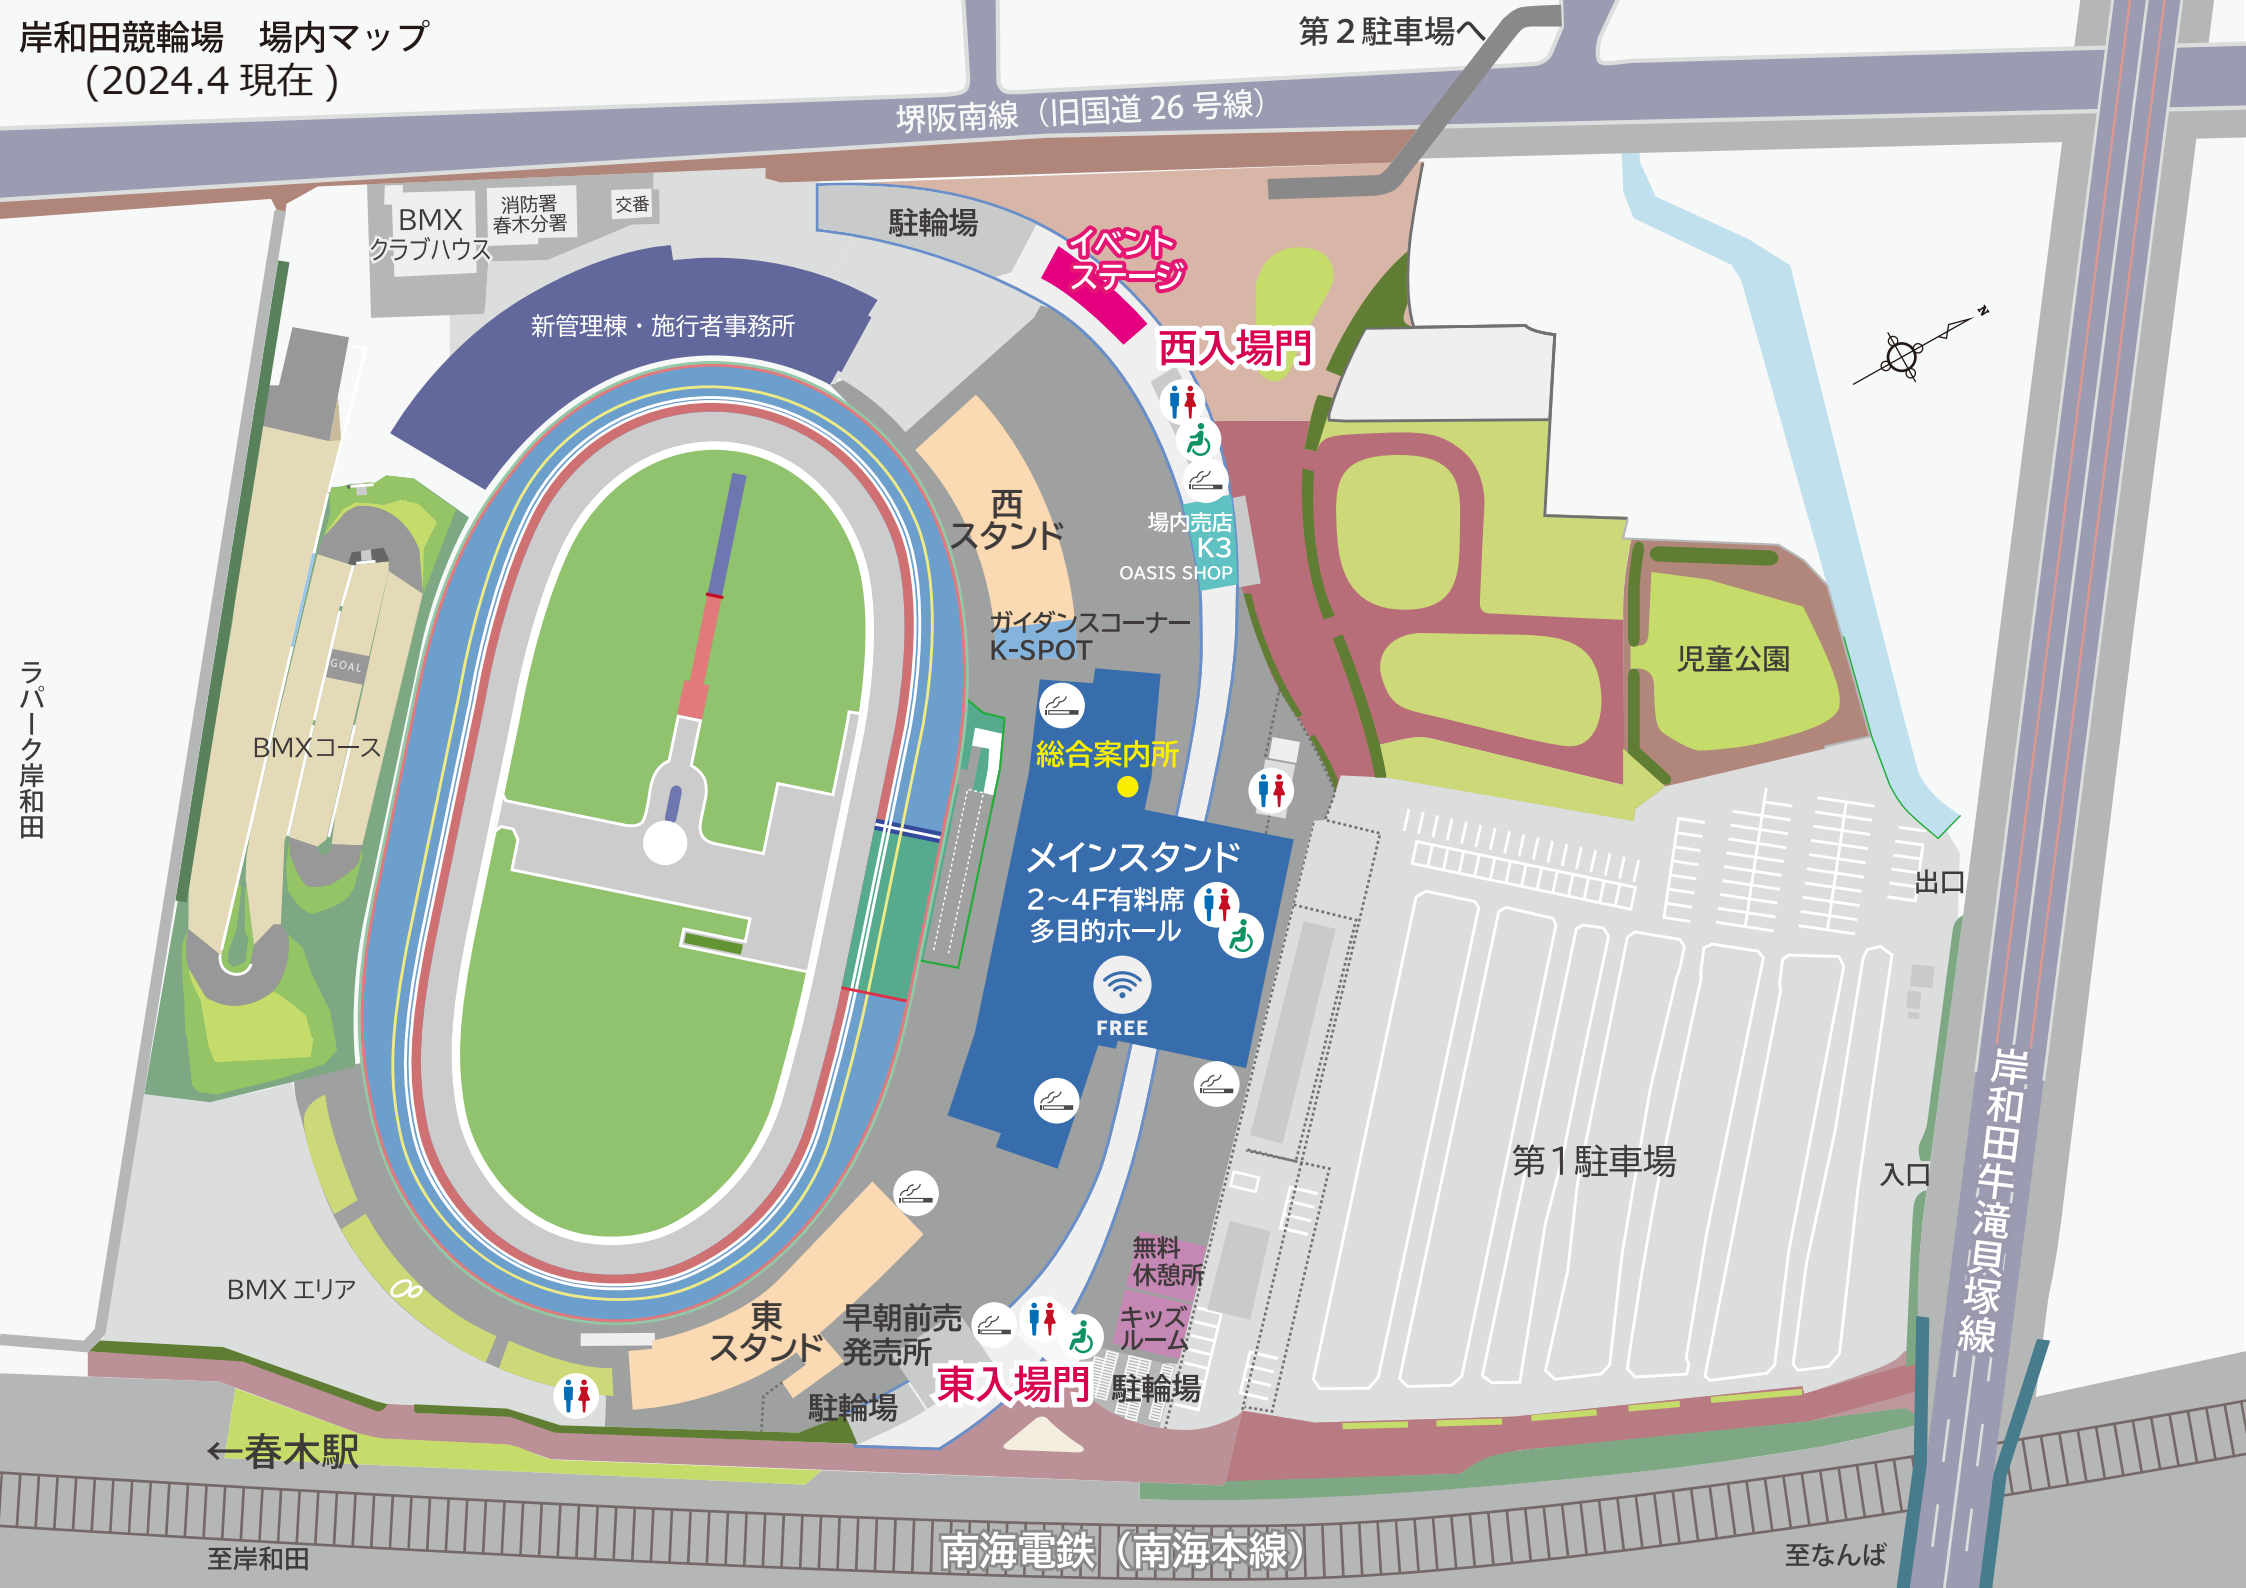 岸和田競輪場　場内マップ
(2024.4 現在 )
第２駐車場へ
堺阪南線（旧国道 26 号線）
BMX
クラブハウス
消防署
春木分署
交番
駐輪場
イベント
ステージ
西入場門
新管理棟・施行者事務所
N
西
スタンド
場内売店
K3
OASIS SHOP
ガイダンスコーナー
K-SPOT
児童公園
GOAL
BMXコース
ラパーク岸和田
総合案内所
メインスタンド
2～4F有料席
多目的ホール
FREE
出口
入口
第１駐車場
岸和田牛滝貝塚線
無料
休憩所
キッズ
ルーム
BMX エリア
東
スタンド
早朝前売
発売所
東入場門
駐輪場
駐輪場
←春木駅
南海電鉄（南海本線）
至岸和田
至なんば